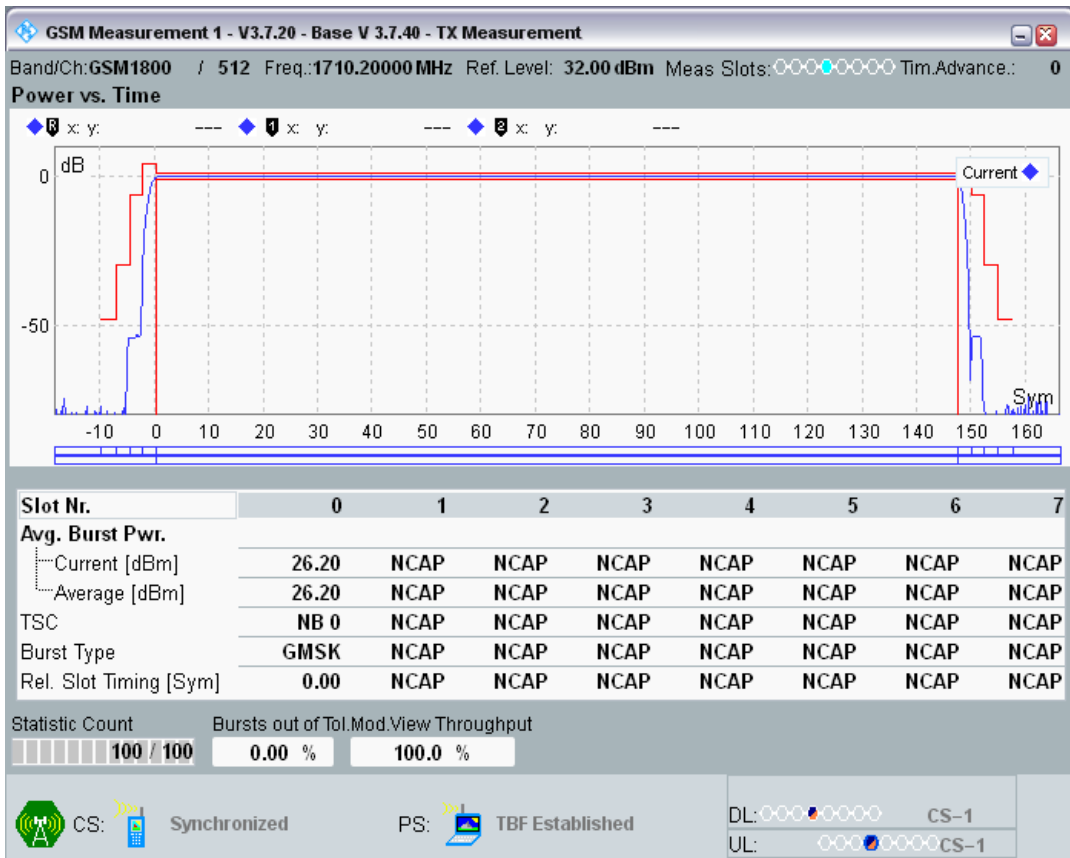 GSM Measurement 1 - V3.7.20 - Base V 3.7.40 - TX Measurement
Band/Ch:GSM1800 / 512 Freq.:1710.20000 MHz Ref. Level: 32.00 dBm Meas Slots: Tim.Advance.: 0
Power vs. Time
R x: y: --- 1 x: y: --- 2 x: y: ---
dB
Current
0
-50
Sym
-10 0 10 20 30 40 50 60 70 80 90 100 110 120 130 140 150 160
Slot Nr. 0 1 2 3 4 5 6 7
Avg. Burst Pwr.
Current [dBm] 26.20 NCAP NCAP NCAP NCAP NCAP NCAP NCAP
Average [dBm] 26.20 NCAP NCAP NCAP NCAP NCAP NCAP NCAP
TSC NB 0 NCAP NCAP NCAP NCAP NCAP NCAP NCAP
Burst Type GMSK NCAP NCAP NCAP NCAP NCAP NCAP NCAP
Rel. Slot Timing [Sym] 0.00 NCAP NCAP NCAP NCAP NCAP NCAP NCAP
Statistic Count Bursts out of Tol.Mod.View Throughput
100 / 100 0.00 % 100.0 %
CS: Synchronized PS: TBF Established
DL: CS-1
UL: CS-1